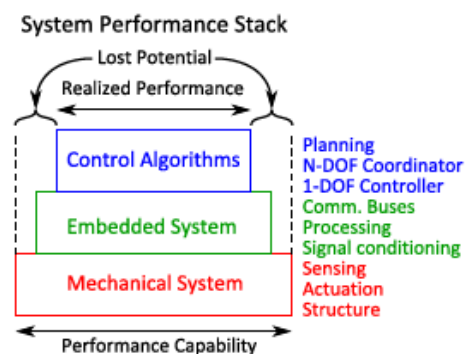 System Performance Stack
Lost Potential
Realized Performance
Control Algorithms
Planning
N-DOF Coordinator
1-DOF Controller
Embedded System
Comm. Buses
Processing
Signal conditioning
Mechanical System
Sensing
Actuation
Structure
Performance Capability